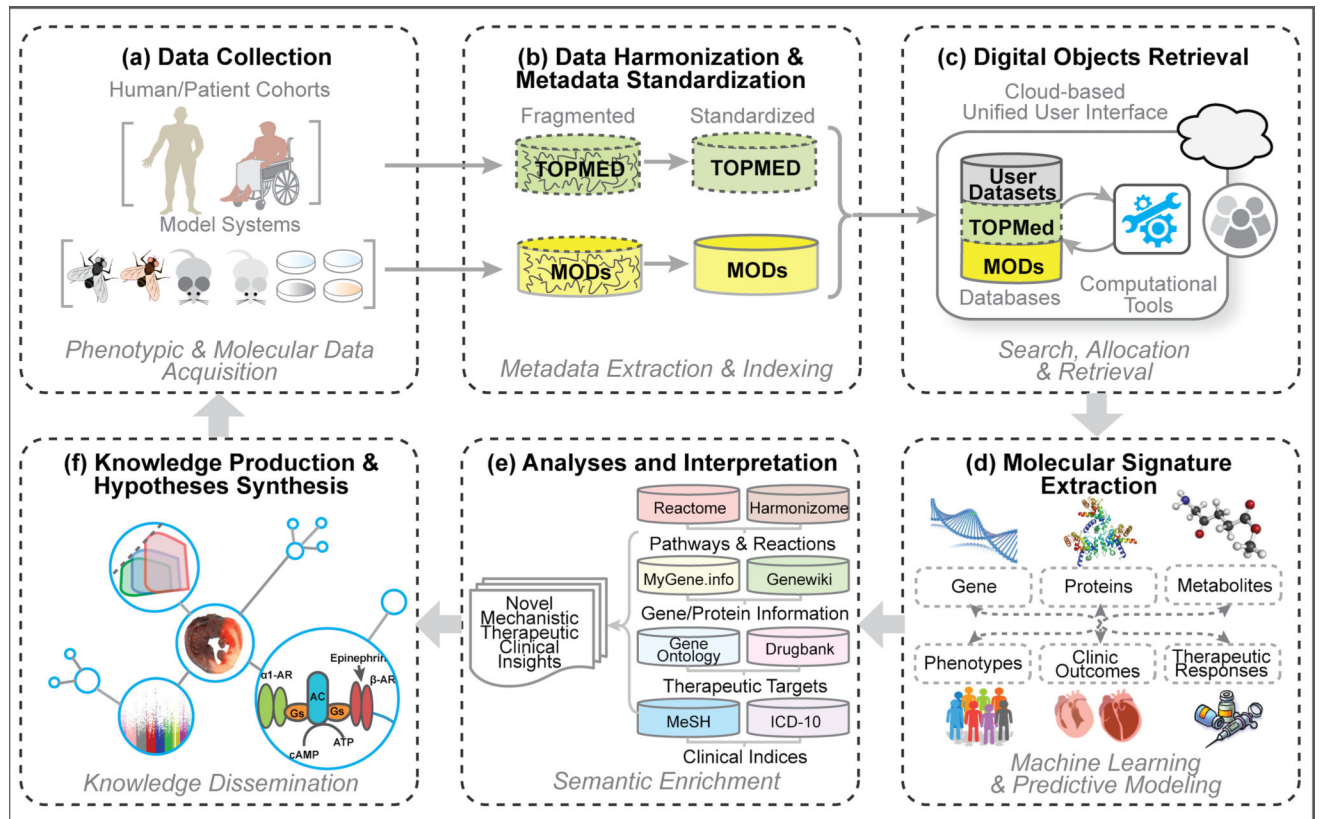 (a) Data Collection
Human/Patient Cohorts
Model Systems
Phenotypic & Molecular Data
Acquisition
(b) Data Harmonization &
Metadata Standardization
Fragmented
Standardized
TOPMED
TOPMED
MODs
MODs
Metadata Extraction & Indexing
(c) Digital Objects Retrieval
Cloud-based
Unified User Interface
User
Datasets
TOPMed
MODs
Databases
Computational
Tools
Search, Allocation
& Retrieval
(f) Knowledge Production &
Hypotheses Synthesis
Epinephrin
α1-AR
β-AR
AC
Gs
Gs
cAMP
ATP
Knowledge Dissemination
(e) Analyses and Interpretation
Reactome
Harmonizome
Pathways & Reactions
MyGene.info
Genewiki
Gene/Protein Information
Gene
Ontology
Drugbank
Therapeutic Targets
MeSH
ICD-10
Clinical Indices
Novel
Mechanistic
Therapeutic
Clinical
Insights
Semantic Enrichment
(d) Molecular Signature
Extraction
Gene
Proteins
Metabolites
Phenotypes
Clinic
Outcomes
Therapeutic
Responses
Machine Learning
& Predictive Modeling